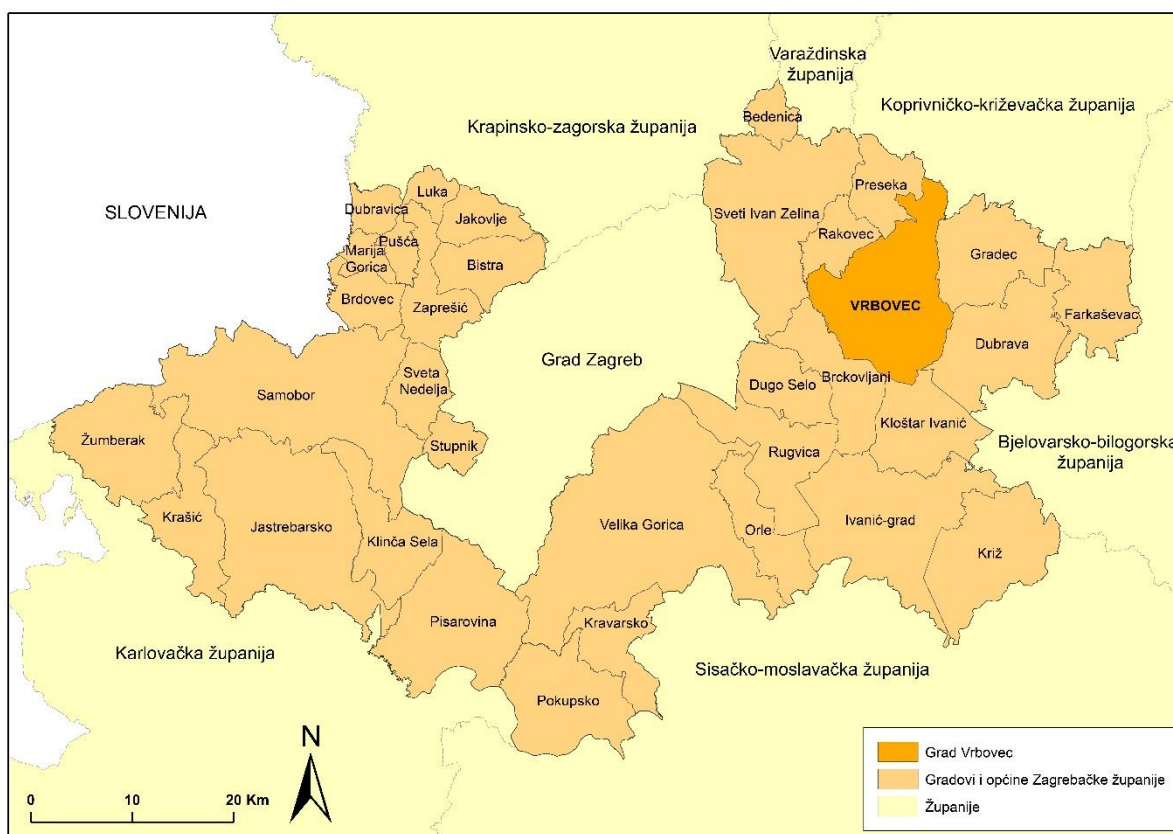 Varaždinska
županija
Koprivničko-križevačka županija
Krapinsko-zagorska županija
Bedenica
SLOVENIJA
Luka
Dubravica
Jakovlje
Pušća
Marija
Gorica
Bistra
Brdovec
Zaprešić
Preseka
Sveti Ivan Zelina
Rakovec
Gradec
VRBOVEC
Farkaševac
Dubrava
Grad Zagreb
Sveta
Nedelja
Samobor
Dugo Selo
Brckovljani
Kloštar Ivanić
Stupnik
Žumberak
Rugvica
Bjelovarsko-bilogorska
županija
Krašić
Jastrebarsko
Klinča Sela
Velika Gorica
Orle
Ivanić-grad
Križ
Pisarovina
Kravarsko
Karlovačka županija
Sisačko-moslavačka županija
Pokupsko
N
0 10 20 Km
Grad Vrbovec
Gradovi i općine Zagrebačke županije
Županije